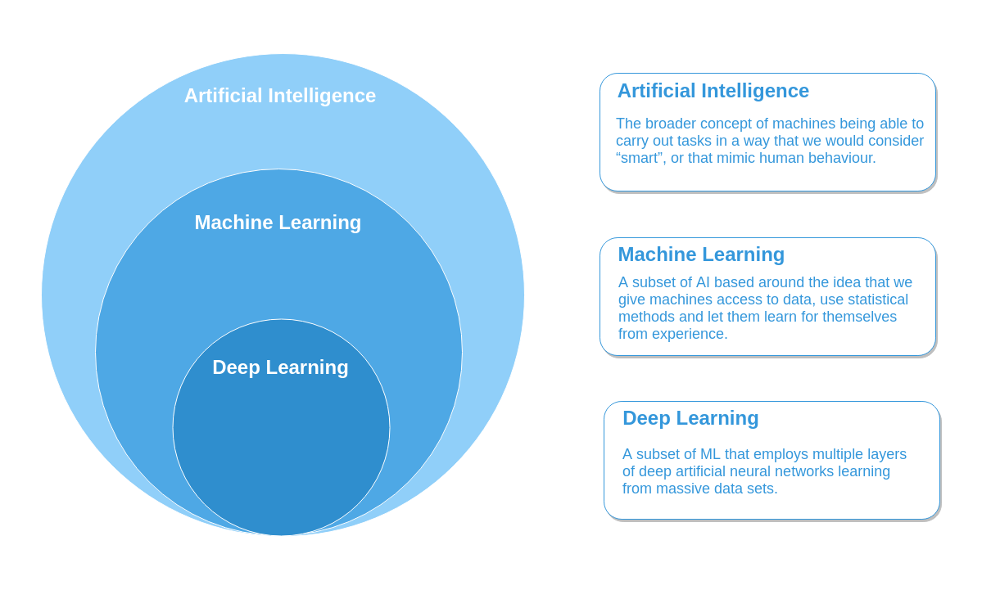 Artificial Intelligence
Machine Learning
Deep Learning
Artificial Intelligence
The broader concept of machines being able to
carry out tasks in a way that we would consider
“smart”, or that mimic human behaviour.
Machine Learning
A subset of AI based around the idea that we
give machines access to data, use statistical
methods and let them learn for themselves
from experience.
Deep Learning
A subset of ML that employs multiple layers
of deep artificial neural networks learning
from massive data sets.